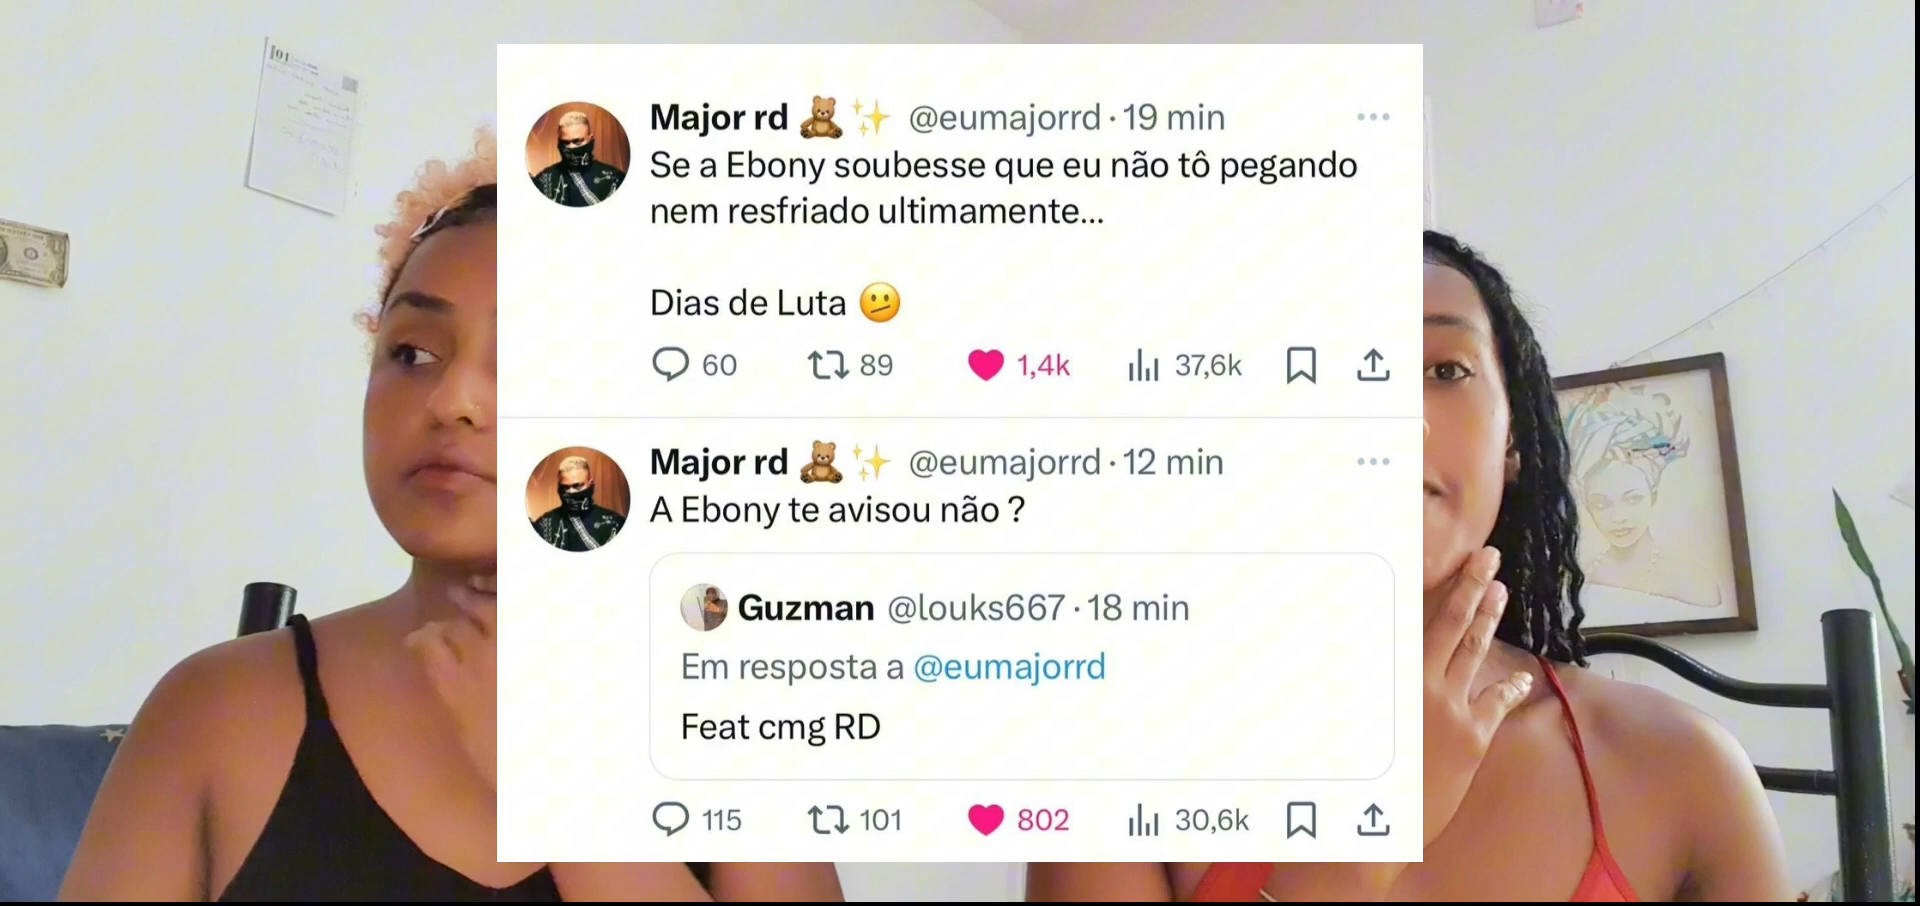 Major rd 🧸✨ @eumajorrd · 19 min
Se a Ebony soubesse que eu não tô pegando
nem resfriado ultimamente...
Dias de Luta 🫤
60 89 1,4k 37,6k
Major rd 🧸✨ @eumajorrd · 12 min
A Ebony te avisou não ?
Guzman @louks667 · 18 min
Em resposta a @eumajorrd
Feat cmg RD
115 101 802 30,6k